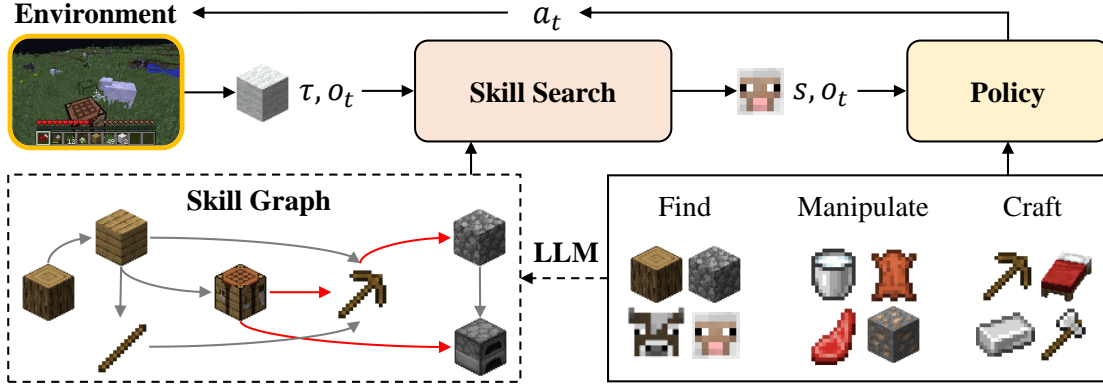 Environment
a_t
τ, o_t
Skill Search
s, o_t
Policy
Skill Graph
LLM
Find
Manipulate
Craft